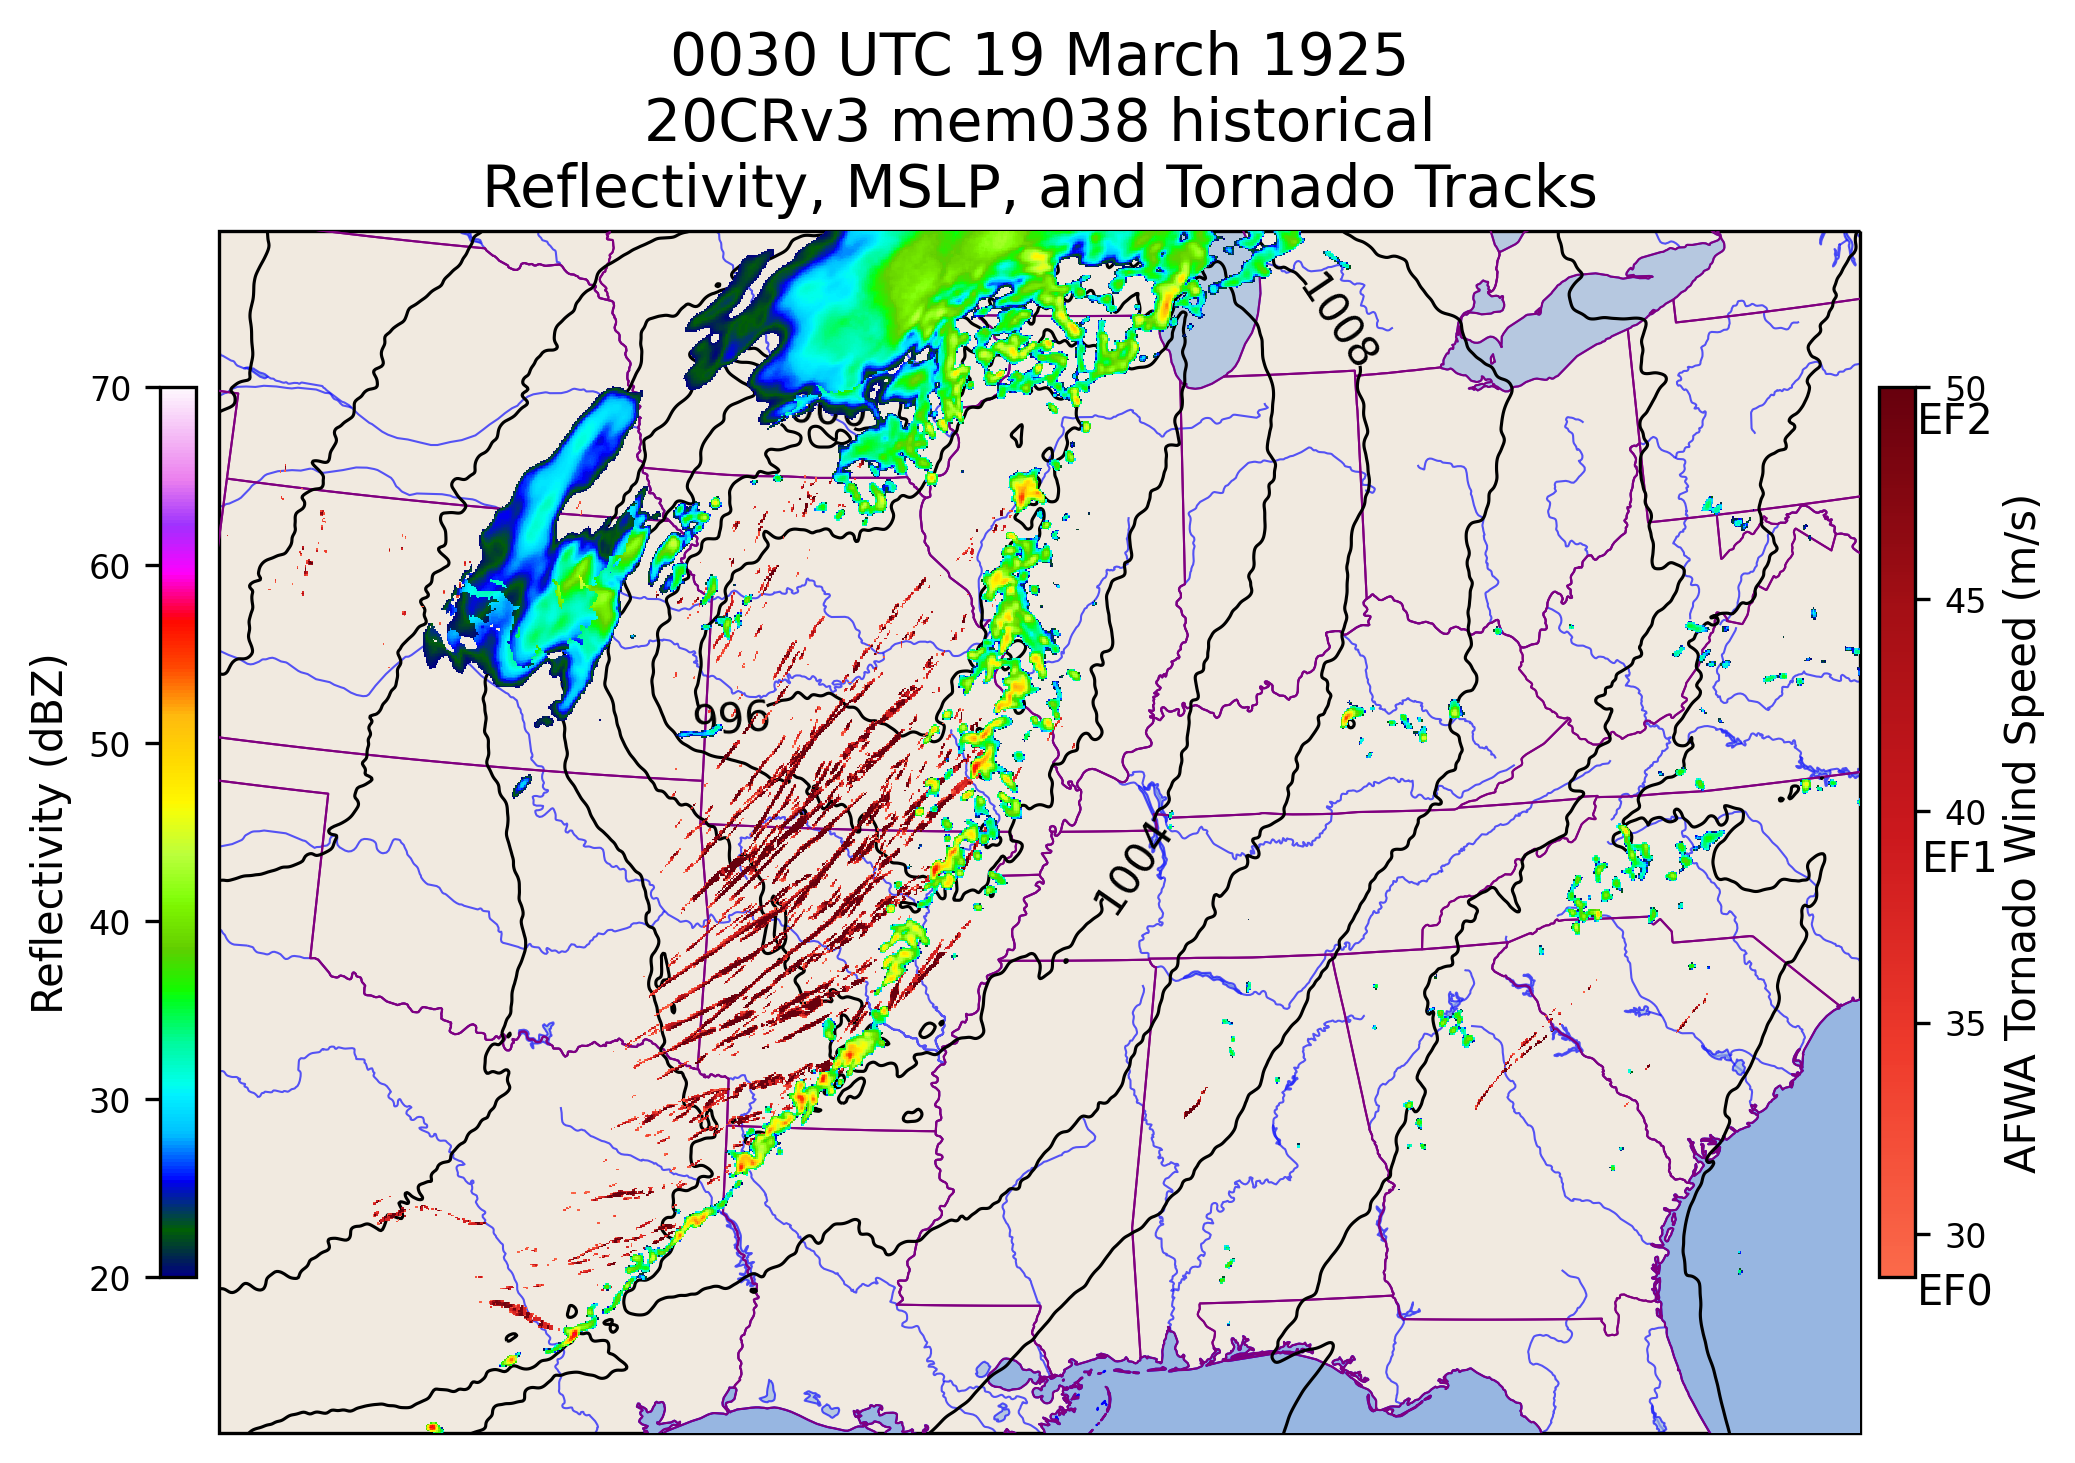 0030 UTC 19 March 1925
20CRv3 mem038 historical
Reflectivity, MSLP, and Tornado Tracks
1008
996
1004
70
60
50
40
30
20
Reflectivity (dBZ)
50
EF2
45
40
EF1
35
30
EF0
AFWA Tornado Wind Speed (m/s)